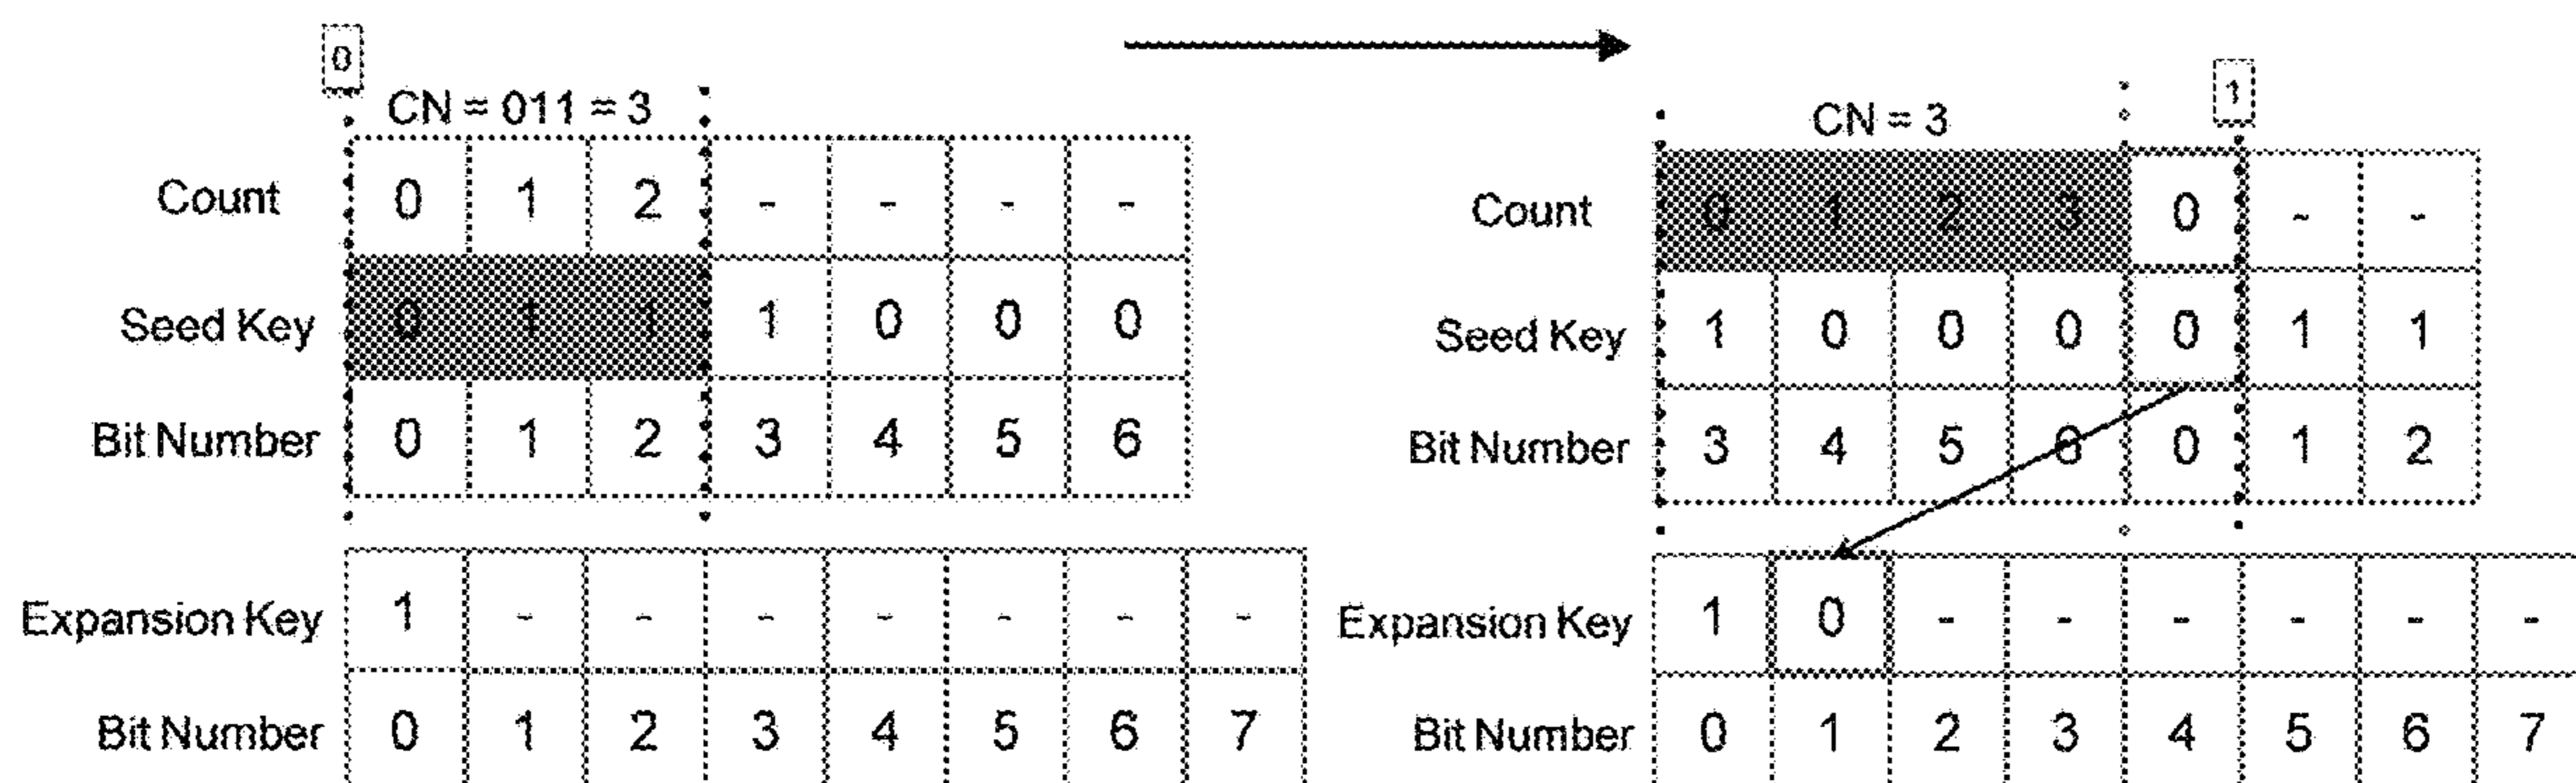 0
CN = 011 = 3
Count 0 1 2 - - - -
Seed Key 0 1 1 1 0 0 0
Bit Number 0 1 2 3 4 5 6
Expansion Key 1 - - - - - - -
Bit Number 0 1 2 3 4 5 6 7
1
CN = 3
Count 0 1 2 3 0 - -
Seed Key 1 0 0 0 0 1 1
Bit Number 3 4 5 6 0 1 2
Expansion Key 1 0 - - - - - -
Bit Number 0 1 2 3 4 5 6 7